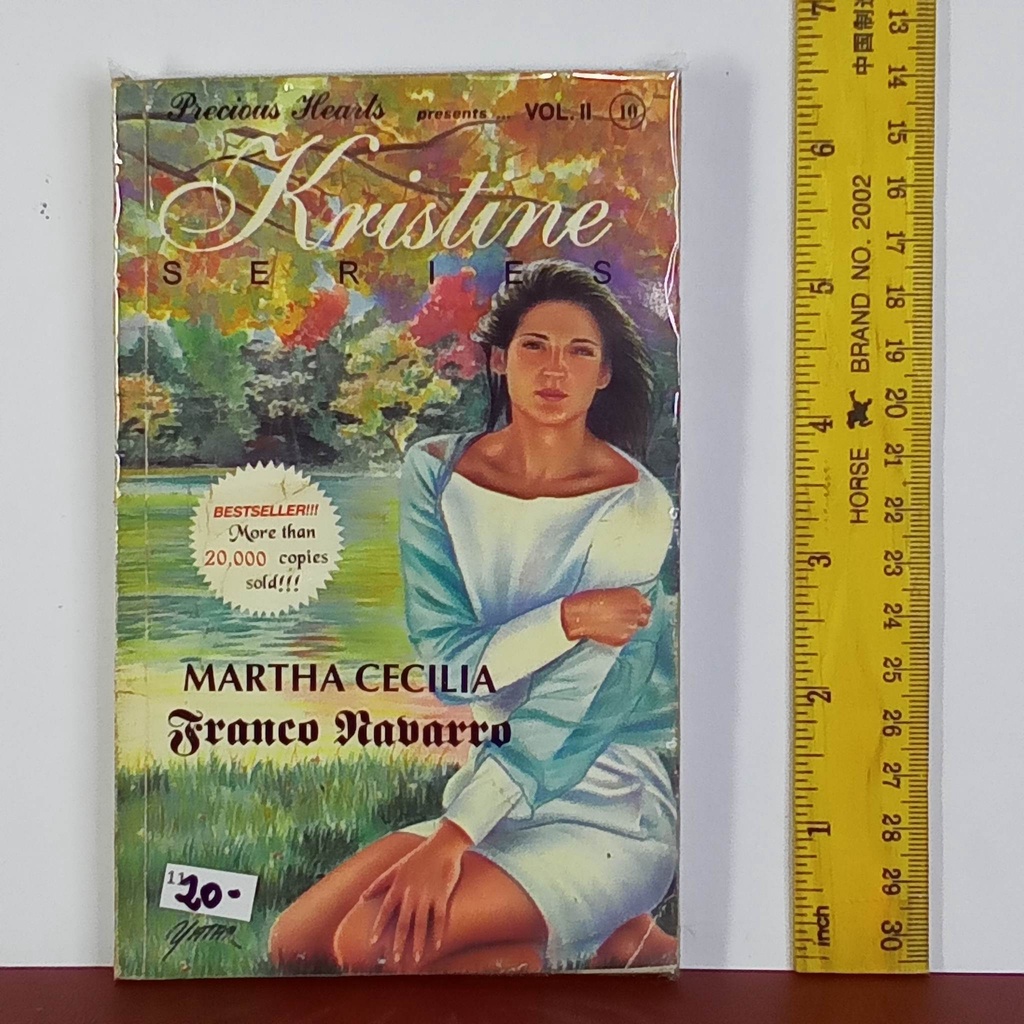 Precious Hearts presents ... VOL. II 10
Kristine
SERIES
BESTSELLER!!!
More than
20,000 copies
sold!!!
MARTHA CECILIA
Franco Navarro
11
20-
YATAR
7
6
5
4
3
2
1
inch
HORSE BRAND NO. 2002 中国制造
13
14
15
16
17
18
19
20
21
22
23
24
25
26
27
28
29
30